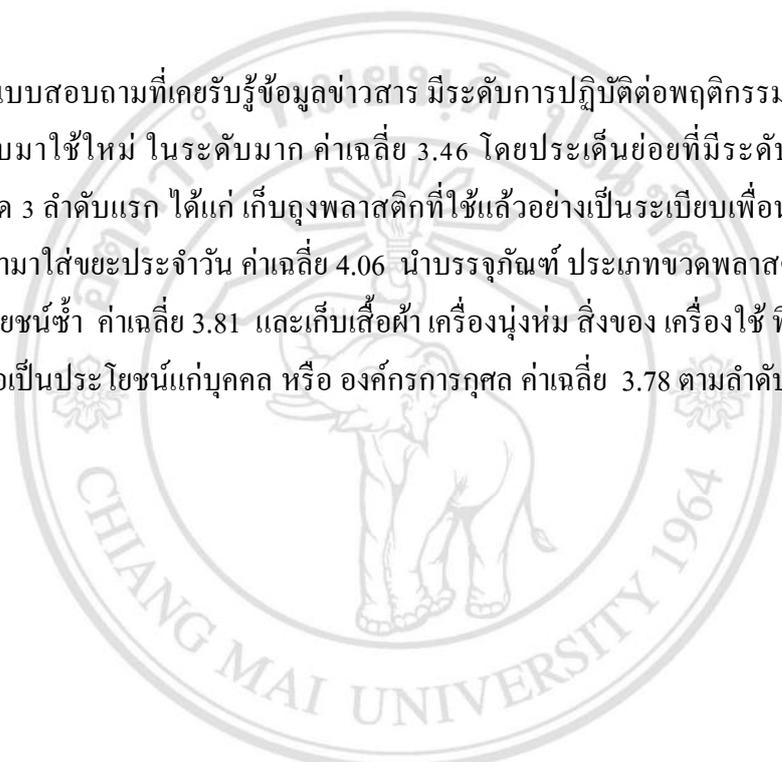 แบบสอบถามที่เคยรับรู้ข้อมูลข่าวสาร มีระดับการปฏิบัติต่อพฤติกรรม
มาใช้ใหม่ ในระดับมาก ค่าเฉลี่ย 3.46 โดยประเด็นย่อยที่มีระดับ
3 ลำดับแรก ได้แก่ เก็บถุงพลาสติกที่ใช้แล้วอย่างเป็นระเบียบเพื่อน
มาใส่ขยะประจำวัน ค่าเฉลี่ย 4.06 นำบรรจุภัณฑ์ ประเภทขวดพลาส
ยชน์ซ้ำ ค่าเฉลี่ย 3.81 และเก็บเสื้อผ้า เครื่องนุ่งห่ม สิ่งของ เครื่องใช้
เป็นประโยชน์แก่บุคคล หรือ องค์กรการกุศล ค่าเฉลี่ย 3.78 ตามลำดับ
CHIANG MAI UNIVERSITY 1964